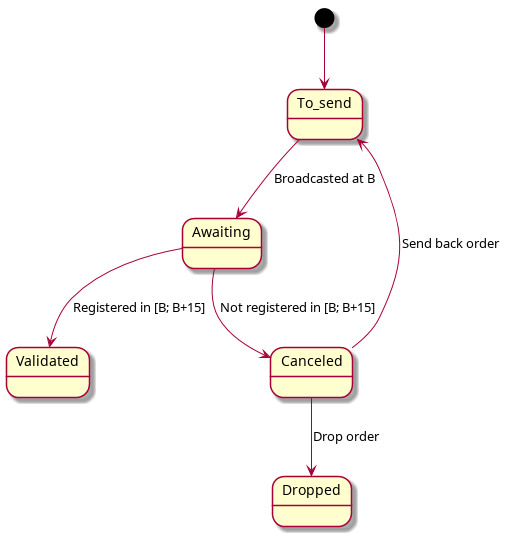 To_send
Broadcasted at B
Awaiting
Send back order
Registered in [B; B+15]
Not registered in [B; B+15]
Validated
Canceled
Drop order
Dropped